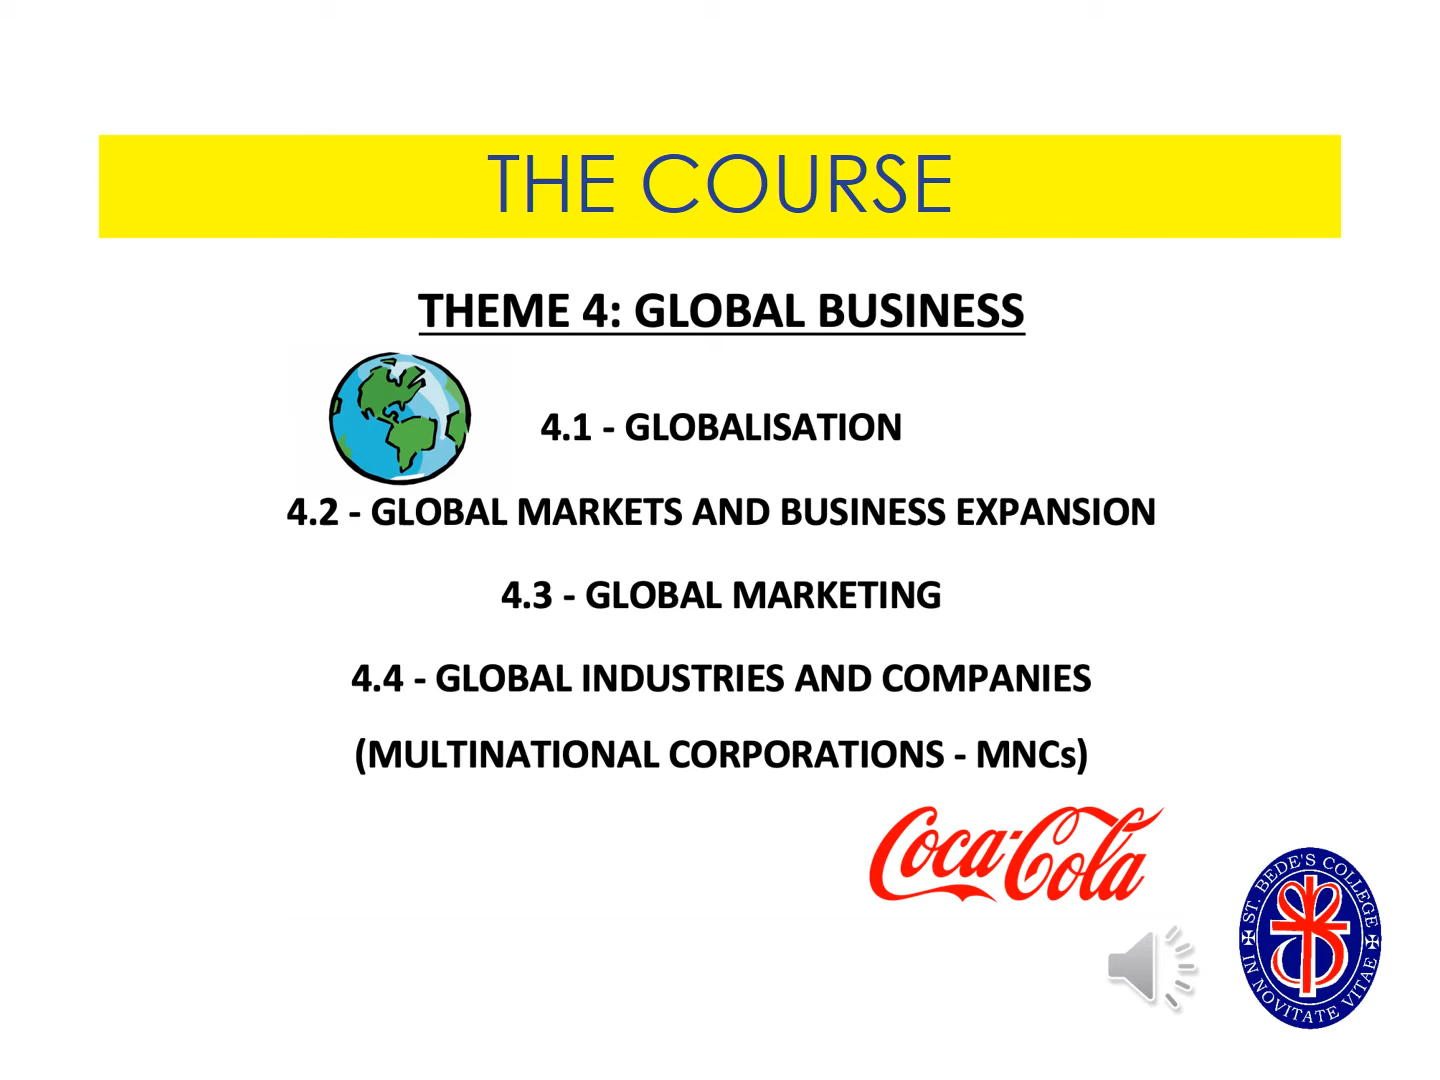 THE COURSE
THEME 4: GLOBAL BUSINESS
4.1 - GLOBALISATION
4.2 - GLOBAL MARKETS AND BUSINESS EXPANSION
4.3 - GLOBAL MARKETING
4.4 - GLOBAL INDUSTRIES AND COMPANIES
(MULTINATIONAL CORPORATIONS - MNCs)
Coca-Cola
ST. BEDE'S COLLEGE
IN NOVITATE VITAE